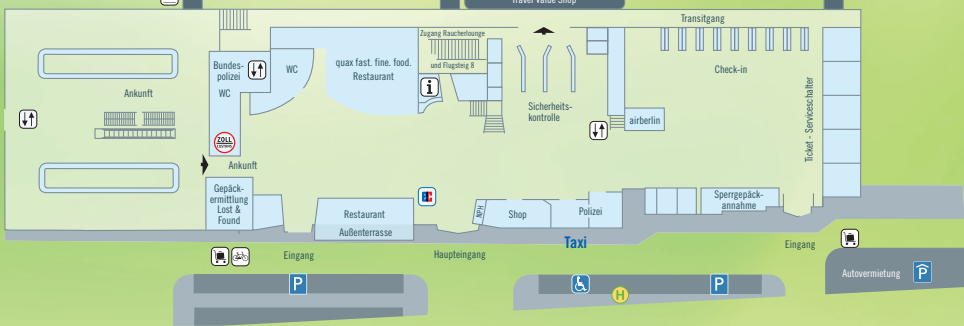 Travel Value Shop
Transitgang
Zugang Raucherlounge
und Flugsteig 8
Bundes-
polizei
WC
WC
quax fast. fine. food.
Restaurant
i
Check-in
Ankunft
Sicherheits-
kontrolle
airberlin
Ticket - Serviceschalter
ZOLL
CUSTOMS
Ankunft
Gepäck-
ermittlung
Lost &
Found
Restaurant
Außenterrasse
Shop
Polizei
Sperrgepäck-
annahme
Eingang
Haupteingang
Taxi
Eingang
Autovermietung
P
P
P
H